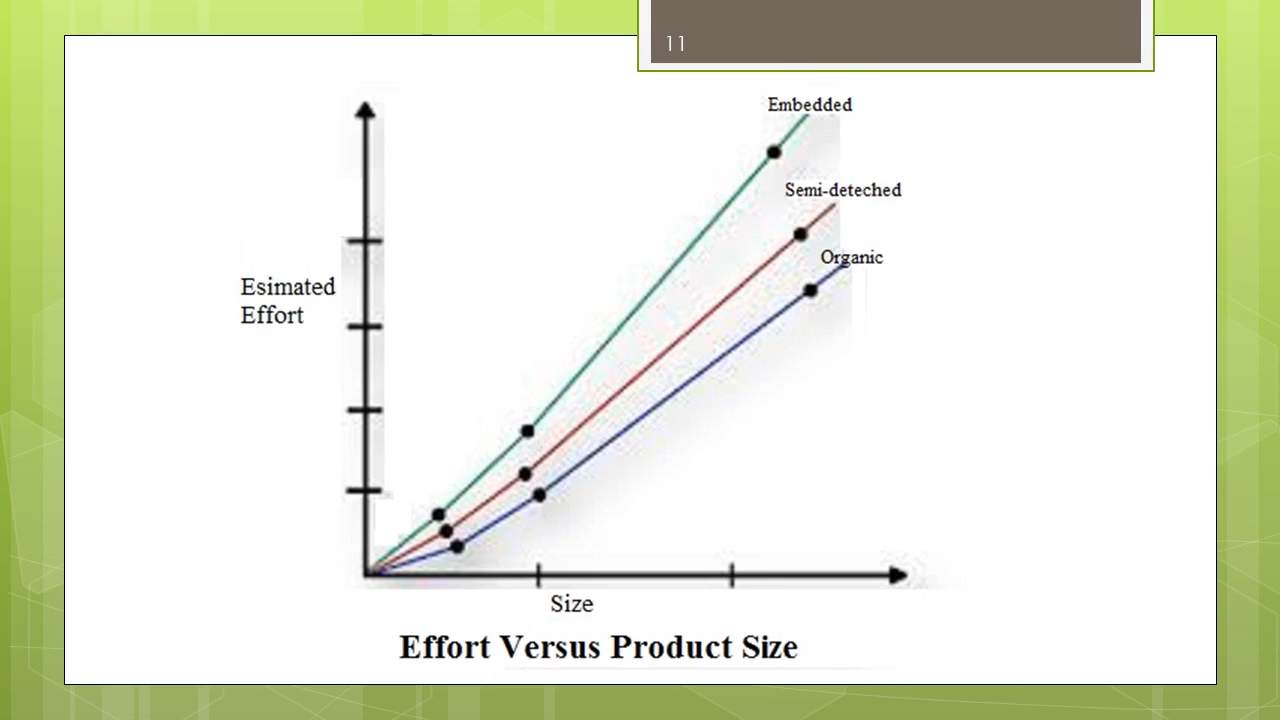 11
Embedded
Semi-deteched
Organic
Esimated
Effort
Size
Effort Versus Product Size